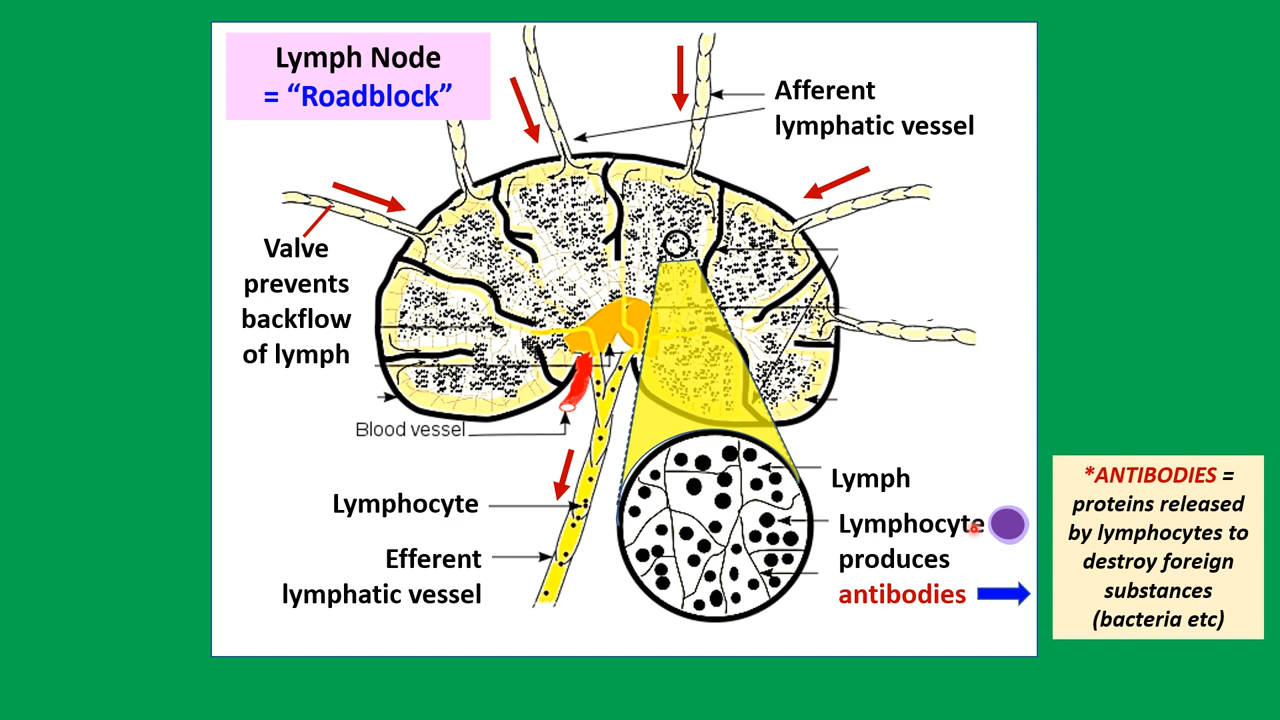 Lymph Node
= “Roadblock”
Afferent
lymphatic vessel
Valve
prevents
backflow
of lymph
Blood vessel
Lymphocyte
Efferent
lymphatic vessel
Lymph
Lymphocyte
produces
antibodies
*ANTIBODIES =
proteins released
by lymphocytes to
destroy foreign
substances
(bacteria etc)